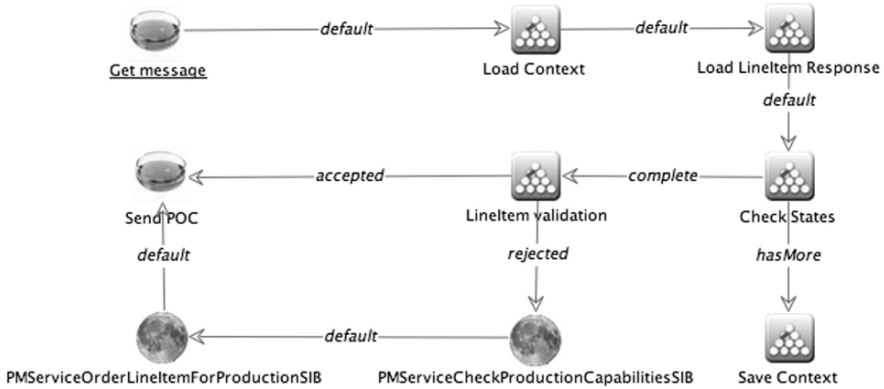 default
default
Get message
Load Context
Load LineItem Response
default
accepted
complete
Send POC
LineItem validation
Check States
default
rejected
hasMore
default
PMServiceOrderLineItemForProductionSIB
PMServiceCheckProductionCapabilitiesSIB
Save Context